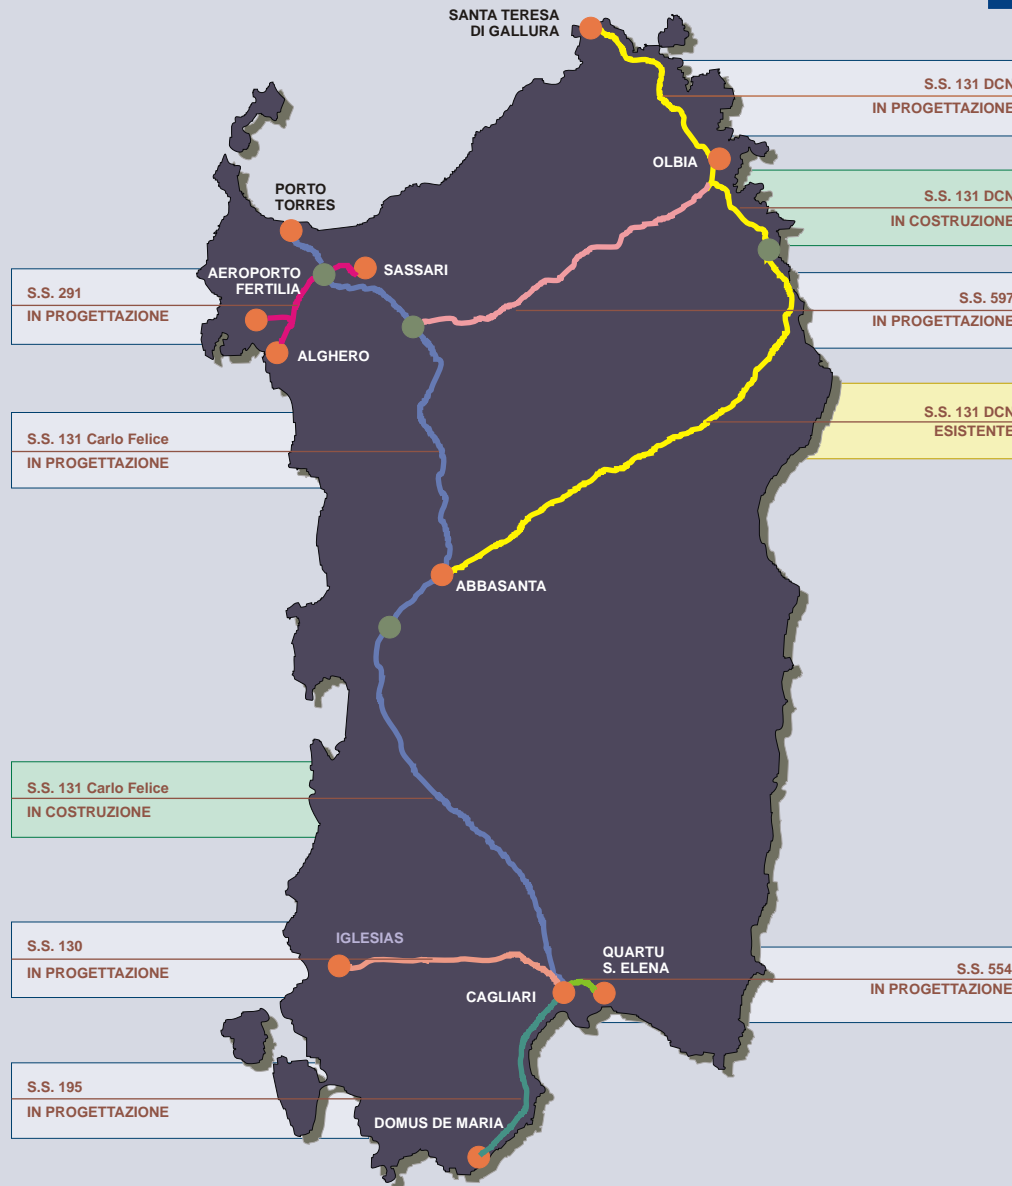 SANTA TERESA
DI GALLURA
S.S. 131 DCN
IN PROGETTAZIONE
OLBIA
PORTO
TORRES
S.S. 131 DCN
IN COSTRUZIONE
AEROPORTO
FERTILIA
SASSARI
S.S. 291
IN PROGETTAZIONE
S.S. 597
IN PROGETTAZIONE
ALGHERO
S.S. 131 DCN
ESISTENTE
S.S. 131 Carlo Felice
IN PROGETTAZIONE
ABBASANTA
S.S. 131 Carlo Felice
IN COSTRUZIONE
IGLESIAS
S.S. 130
IN PROGETTAZIONE
QUARTU
S. ELENA
S.S. 554
IN PROGETTAZIONE
CAGLIARI
S.S. 195
IN PROGETTAZIONE
DOMUS DE MARIA